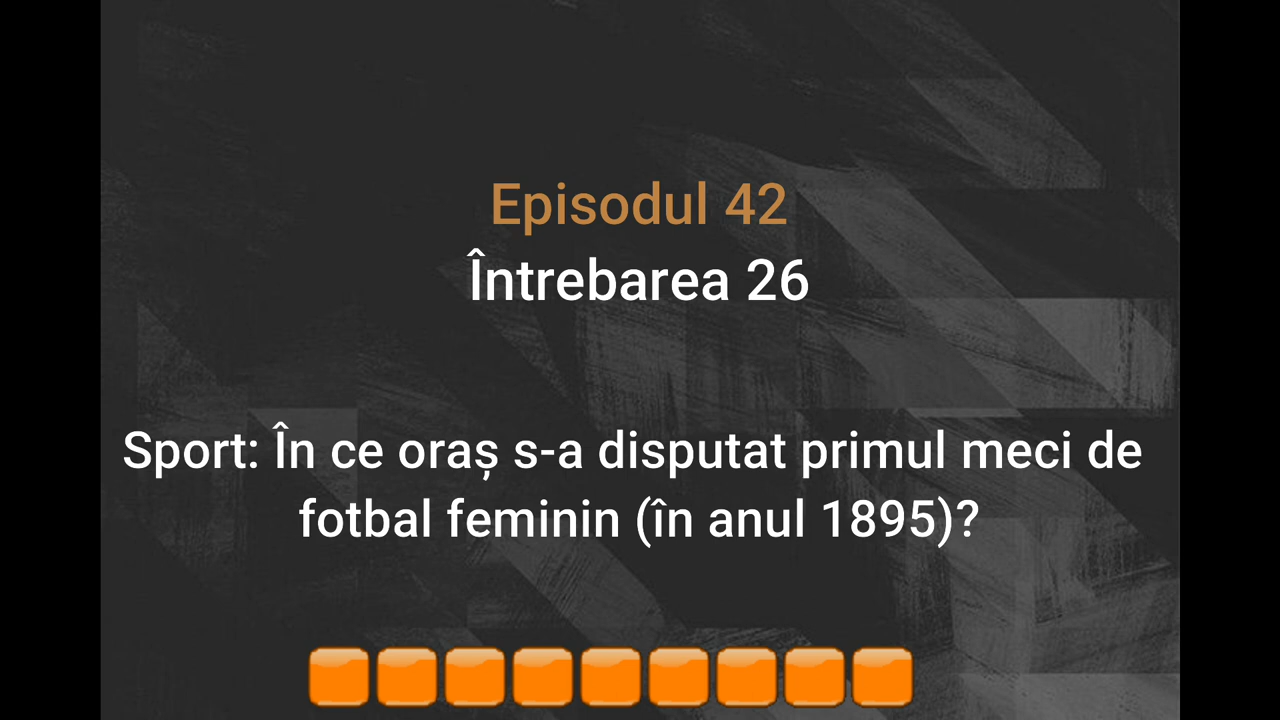 Episodul 42
Întrebarea 26
Sport: În ce oraș s-a disputat primul meci de
fotbal feminin (în anul 1895)?